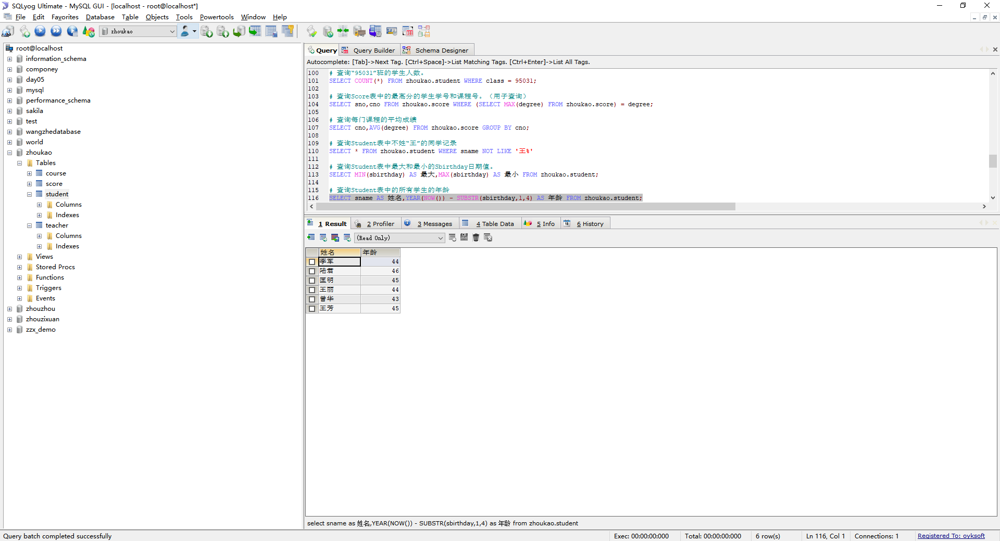 SQLyog Ultimate - MySQL GUI - [localhost - root@localhost*]
File Edit Favorites Database Table Objects Tools Powertools Window Help
zhoukao
root@localhost
information_schema
componey
day05
mysql
performance_schema
sakila
test
wangzhedatabase
world
zhoukao
Tables
course
score
student
Columns
Indexes
teacher
Columns
Indexes
Views
Stored Procs
Functions
Triggers
Events
zhouzhou
zhouzixuan
zzx_demo
Query Query Builder Schema Designer
Autocomplete: [Tab]->Next Tag. [Ctrl+Space]->List Matching Tags. [Ctrl+Enter]->List All Tags.
100 # 查询“95031”班的学生人数。
101 SELECT COUNT(*) FROM zhoukao.student WHERE class = 95031;
102
103 # 查询Score表中的最高分的学生学号和课程号。（用子查询）
104 SELECT sno,cno FROM zhoukao.score WHERE (SELECT MAX(degree) FROM zhoukao.score) = degree;
105
106 # 查询每门课程的平均成绩
107 SELECT cno,AVG(degree) FROM zhoukao.score GROUP BY cno;
108
109 # 查询Student表中不姓“王”的同学记录
110 SELECT * FROM zhoukao.student WHERE sname NOT LIKE '王%'
111
112 # 查询Student表中最大和最小的Sbirthday日期值。
113 SELECT MIN(sbirthday) AS 最大,MAX(sbirthday) AS 最小 FROM zhoukao.student;
114
115 # 查询Student表中的所有学生的年龄
116 SELECT sname AS 姓名,YEAR(NOW()) - SUBSTR(sbirthday,1,4) AS 年龄 FROM zhoukao.student;
1 Result 2 Profiler 3 Messages 4 Table Data 5 Info 6 History
(Read Only)
姓名 年龄
李军 44
陆君 46
匡明 45
王丽 44
曾华 43
王芳 45
select sname as 姓名,YEAR(NOW()) - SUBSTR(sbirthday,1,4) as 年龄 from zhoukao.student
Query batch completed successfully Exec: 00:00:00:000 Total: 00:00:00:000 6 row(s) Ln 116, Col 1 Connections: 1 Registered To: oyksoft